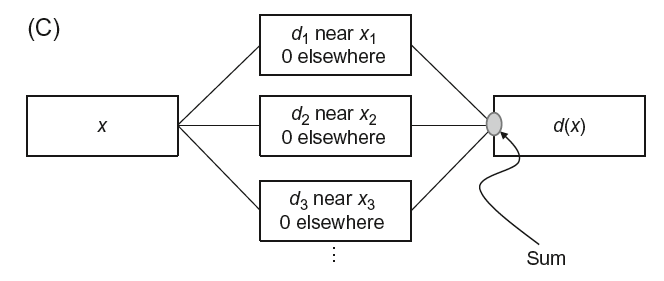 (C)
x
d₁ near x₁
0 elsewhere
d₂ near x₂
0 elsewhere
d₃ near x₃
0 elsewhere
⋮
d(x)
Sum